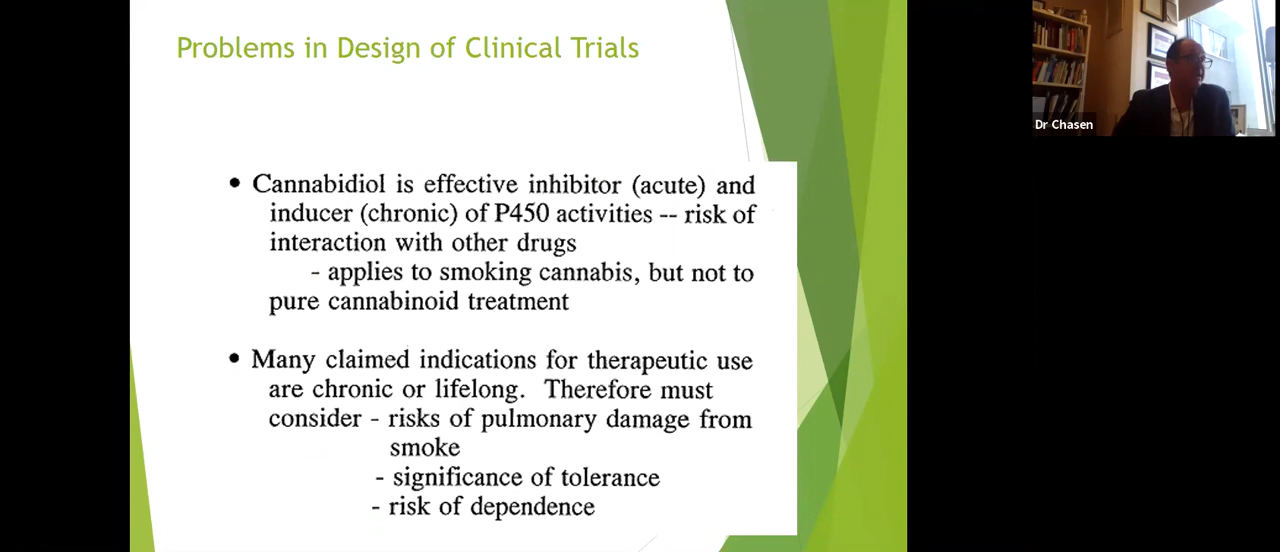 Problems in Design of Clinical Trials
Dr Chasen
• Cannabidiol is effective inhibitor (acute) and
inducer (chronic) of P450 activities -- risk of
interaction with other drugs
- applies to smoking cannabis, but not to
pure cannabinoid treatment
• Many claimed indications for therapeutic use
are chronic or lifelong. Therefore must
consider - risks of pulmonary damage from
smoke
- significance of tolerance
- risk of dependence